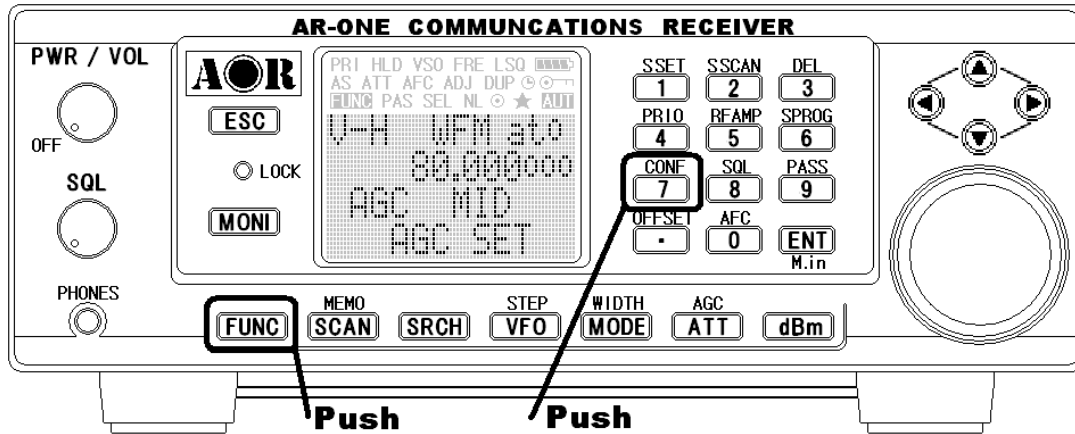 AR-ONE COMMUNCATIONS RECEIVER
PWR / VOL
OFF
SQL
PHONES
AOR
ESC
LOCK
MONI
PRI HLD VSO FRE LSQ
AS ATT AFC ADJ DUP
FUNC PAS SEL NL AUT
V-H WFM ato
80.000000
AGC MID
AGC SET
SSET SSCAN DEL
1 2 3
PRIO RFAMP SPROG
4 5 6
CONF SQL PASS
7 8 9
OFFSET AFC
. 0 ENT
M.in
MEMO STEP WIDTH AGC
FUNC SCAN SRCH VFO MODE ATT dBm
Push Push